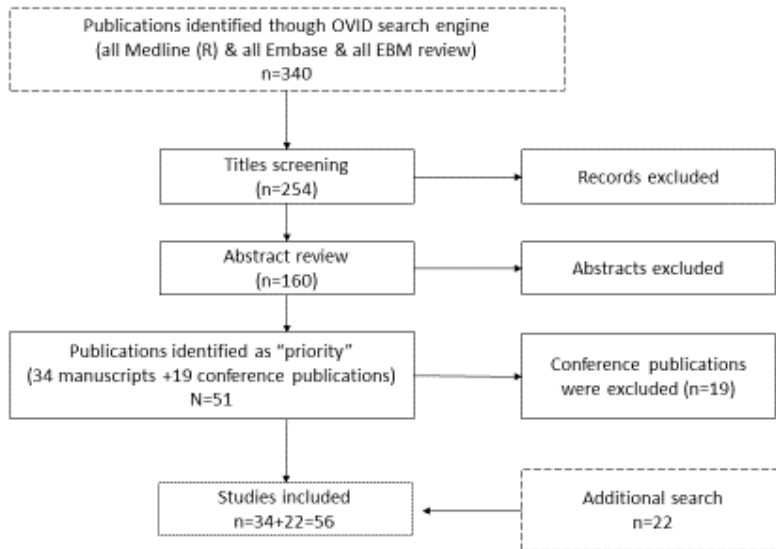 Publications identified though OVID search engine
(all Medline (R) & all Embase & all EBM review)
n=340
Titles screening
(n=254)
Records excluded
Abstract review
(n=160)
Abstracts excluded
Publications identified as “priority”
(34 manuscripts +19 conference publications)
N=51
Conference publications
were excluded (n=19)
Studies included
n=34+22=56
Additional search
n=22